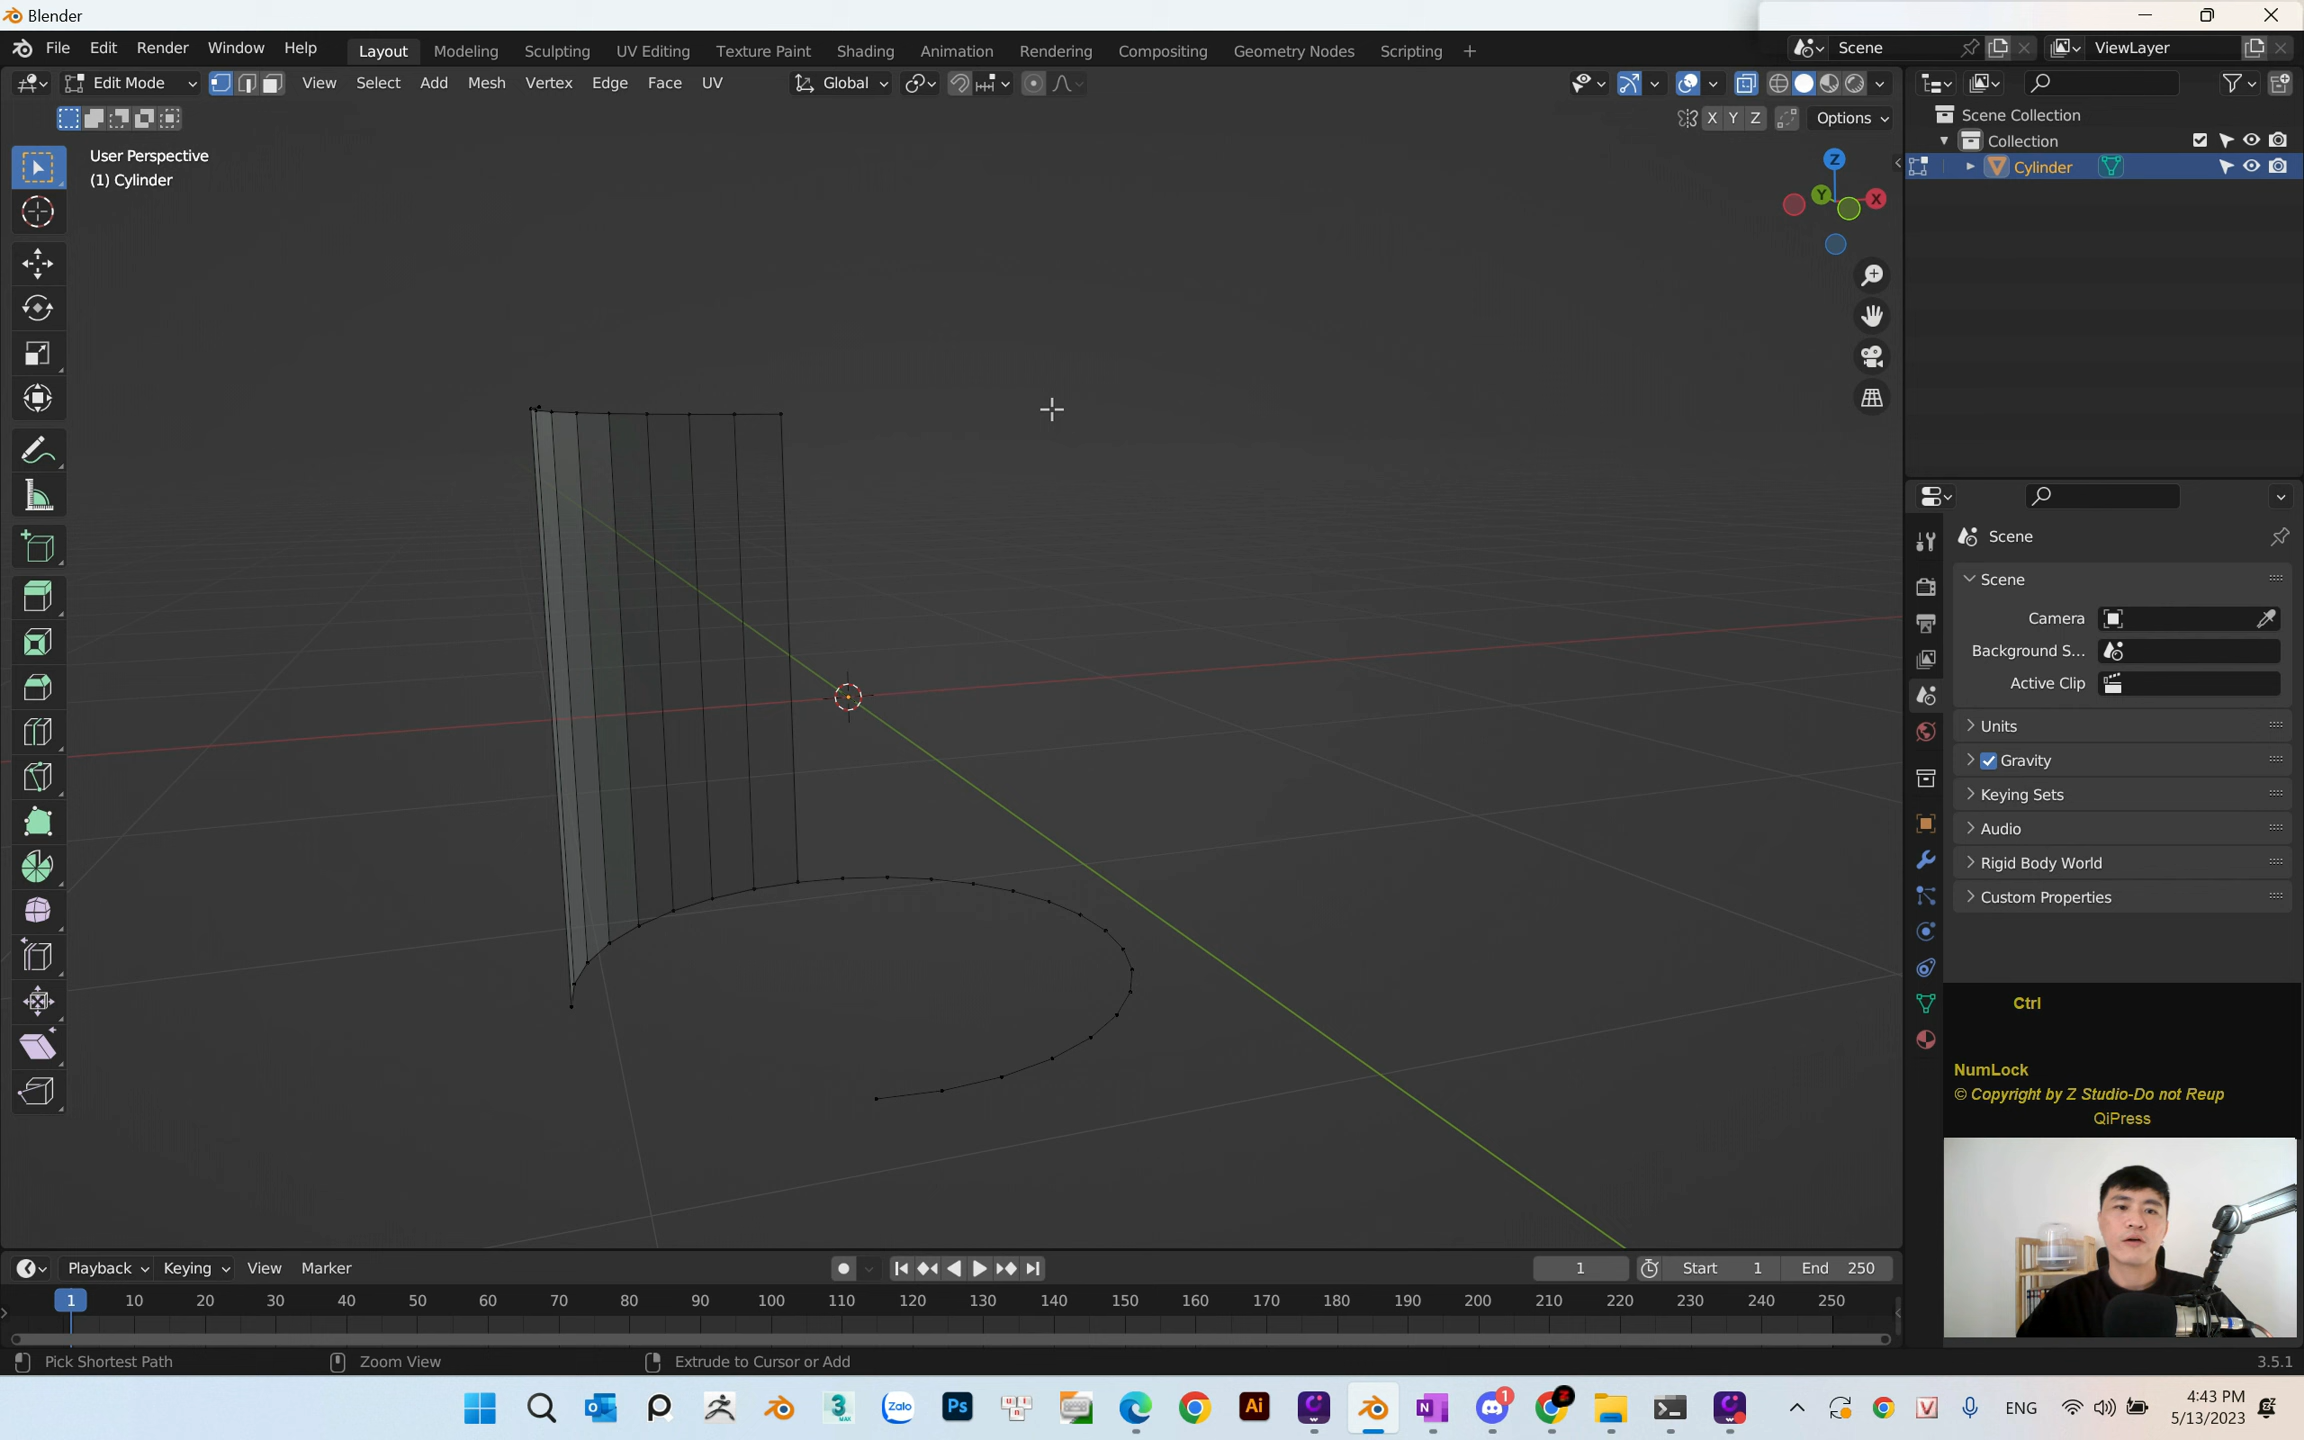 Blender
File Edit Render Window Help Layout Modeling Sculpting UV Editing Texture Paint Shading Animation Rendering Compositing Geometry Nodes Scripting + Scene ViewLayer
Edit Mode View Select Add Mesh Vertex Edge Face UV Global
X Y Z Options
User Perspective
(1) Cylinder
Z
Y
X
Scene Collection
Collection
Cylinder
Scene
Scene
Camera
Background S...
Active Clip
Units
Gravity
Keying Sets
Audio
Rigid Body World
Custom Properties
Ctrl
NumLock
© Copyright by Z Studio-Do not Reup
QiPress
Playback Keying View Marker 1 Start 1 End 250
1 10 20 30 40 50 60 70 80 90 100 110 120 130 140 150 160 170 180 190 200 210 220 230 240 250
Pick Shortest Path Zoom View Extrude to Cursor or Add 3.5.1
3 Zalo Ps Ai N 1 Z V ENG
4:43 PM
5/13/2023